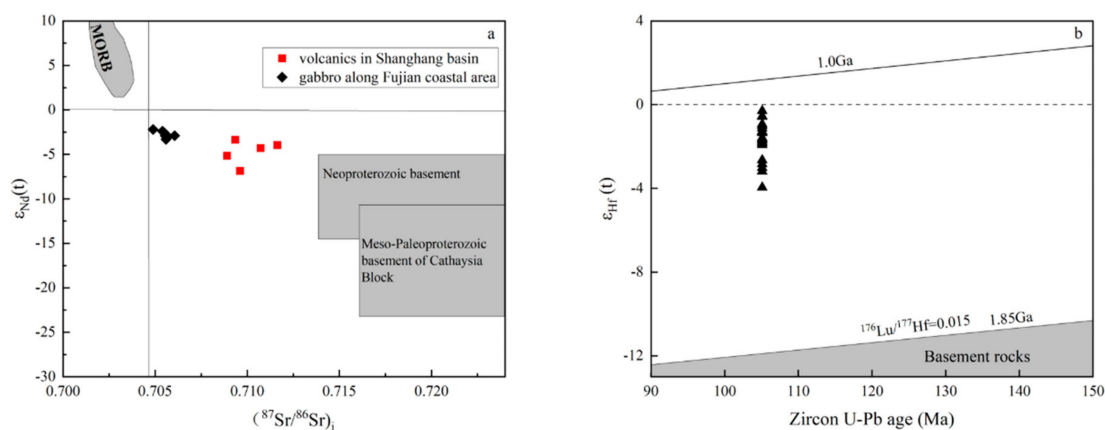 a
MORB
volcanics in Shanghang basin
gabbro along Fujian coastal area
Neoproterozoic basement
Meso-Paleoproterozoic
basement of Cathaysia
Block
10
5
0
-5
-10
-15
-20
-25
-30
εNd(t)
0.700 0.705 0.710 0.715 0.720
(87Sr/86Sr)i
b
1.0Ga
176Lu/177Hf=0.015 1.85Ga
Basement rocks
4
0
-4
-8
-12
εHf (t)
90 100 110 120 130 140 150
Zircon U-Pb age (Ma)